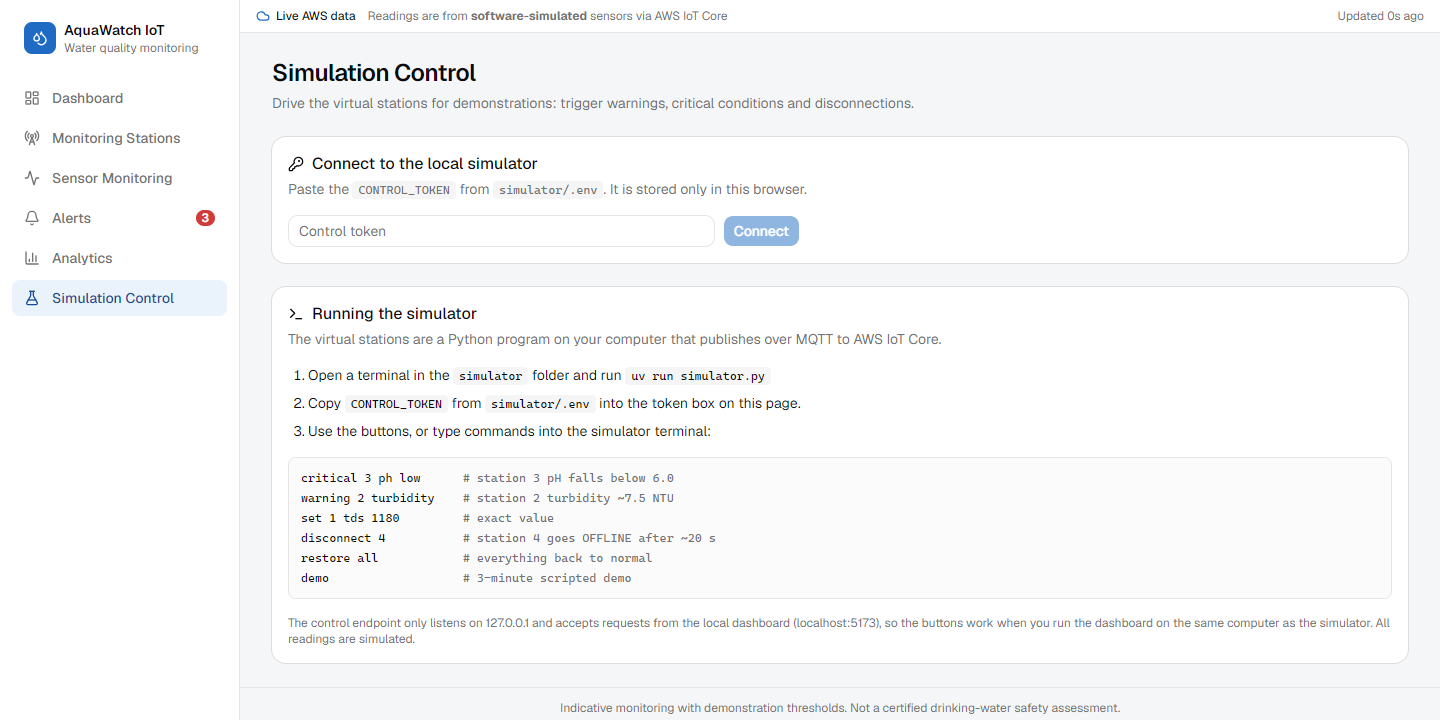 AquaWatch IoT
Water quality monitoring
Dashboard
Monitoring Stations
Sensor Monitoring
Alerts 3
Analytics
Simulation Control
Live AWS data Readings are from software-simulated sensors via AWS IoT Core Updated 0s ago
Simulation Control
Drive the virtual stations for demonstrations: trigger warnings, critical conditions and disconnections.
Connect to the local simulator
Paste the CONTROL_TOKEN from simulator/.env. It is stored only in this browser.
Control token Connect
Running the simulator
The virtual stations are a Python program on your computer that publishes over MQTT to AWS IoT Core.
1. Open a terminal in the simulator folder and run uv run simulator.py
2. Copy CONTROL_TOKEN from simulator/.env into the token box on this page.
3. Use the buttons, or type commands into the simulator terminal:
critical 3 ph low # station 3 pH falls below 6.0
warning 2 turbidity # station 2 turbidity ~7.5 NTU
set 1 tds 1180 # exact value
disconnect 4 # station 4 goes OFFLINE after ~20 s
restore all # everything back to normal
demo # 3-minute scripted demo
The control endpoint only listens on 127.0.0.1 and accepts requests from the local dashboard (localhost:5173), so the buttons work when you run the dashboard on the same computer as the simulator. All
readings are simulated.
Indicative monitoring with demonstration thresholds. Not a certified drinking-water safety assessment.